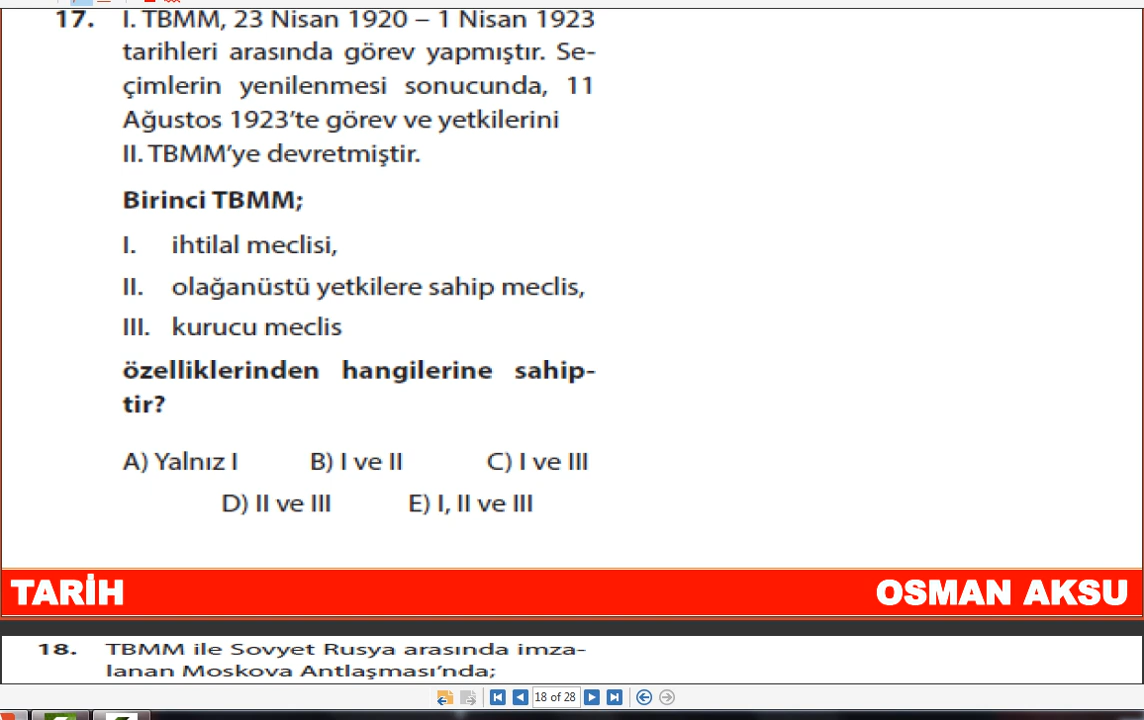 17. I. TBMM, 23 Nisan 1920 – 1 Nisan 1923
tarihleri arasında görev yapmıştır. Se-
çimlerin yenilenmesi sonucunda, 11
Ağustos 1923’te görev ve yetkilerini
II. TBMM’ye devretmiştir.
Birinci TBMM;
I. ihtilal meclisi,
II. olağanüstü yetkilere sahip meclis,
III. kurucu meclis
özelliklerinden hangilerine sahip-
tir?
A) Yalnız I B) I ve II C) I ve III
D) II ve III E) I, II ve III
TARİH OSMAN AKSU
18. TBMM ile Sovyet Rusya arasında imza-
lanan Moskova Antlaşması’nda;
18 of 28